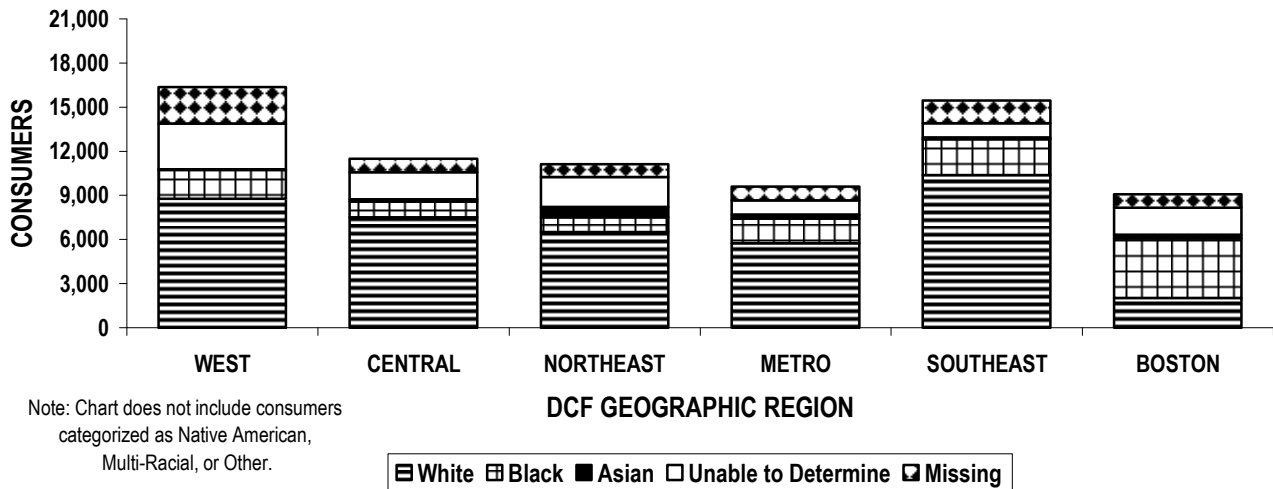 21,000
18,000
15,000
12,000
9,000
6,000
3,000
0
CONSUMERS
WEST CENTRAL NORTHEAST METRO SOUTHEAST BOSTON
DCF GEOGRAPHIC REGION
Note: Chart does not include consumers
categorized as Native American,
Multi-Racial, or Other.
White Black Asian Unable to Determine Missing